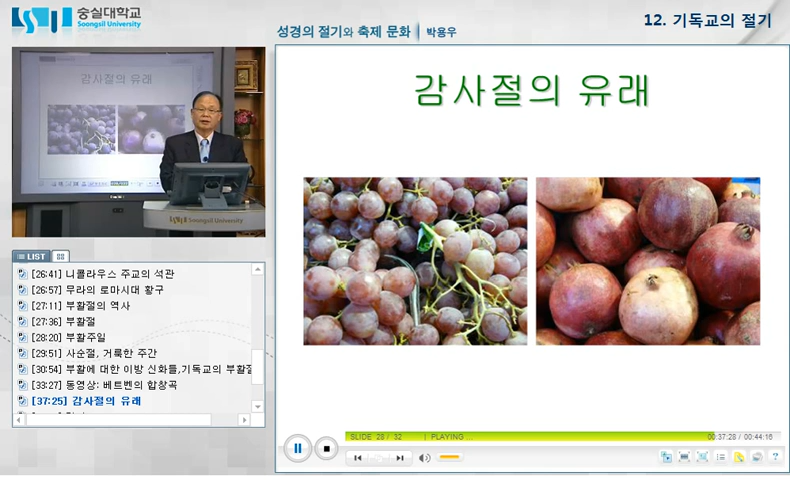 숭실대학교
Soongsil University
성경의 절기와 축제 문화 | 박용우
12. 기독교의 절기
감사절의 유래
감사절의 유래
Soongsil University
LIST
[26:41] 니콜라우스 주교의 석관
[26:57] 무라의 로마시대 항구
[27:11] 부활절의 역사
[27:36] 부활절
[28:20] 부활주일
[29:51] 사순절, 거룩한 주간
[30:54] 부활에 대한 이방 신화들,기독교의 부활절
[33:27] 동영상: 베트벤의 합창곡
[37:25] 감사절의 유래
SLIDE 28 / 32 | PLAYING ...
00:37:28 / 00:44:16